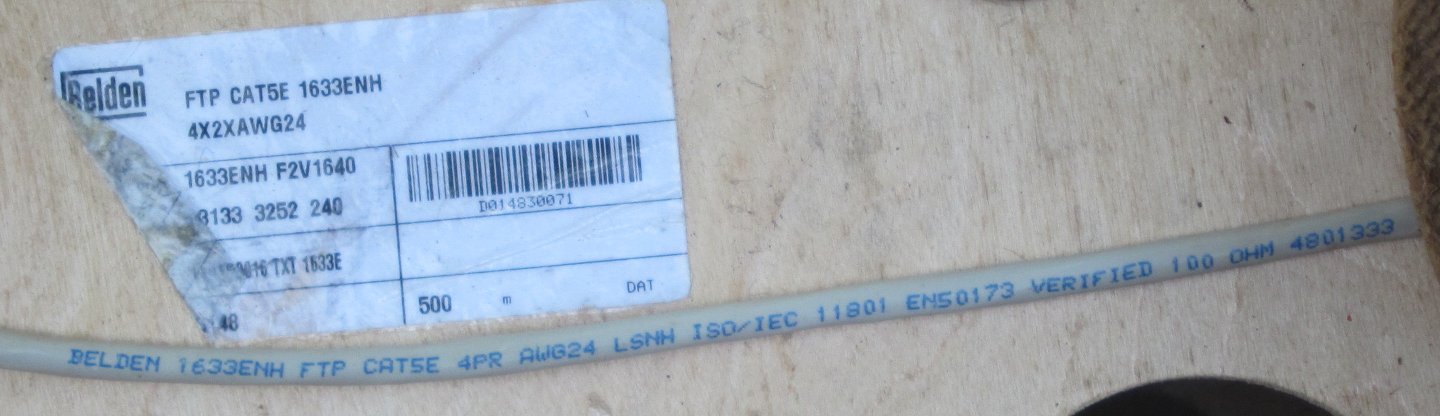 Belden
FTP CAT5E 1633ENH
4X2XAWG24
1633ENH F2V1640
8133 3252 240
D014830071
TXT 1633E
48
500 m DAT
BELDEN 1633ENH FTP CAT5E 4PR AWG24 LSNH ISO/IEC 11801 EN50173 VERIFIED 100 OHM 4801333